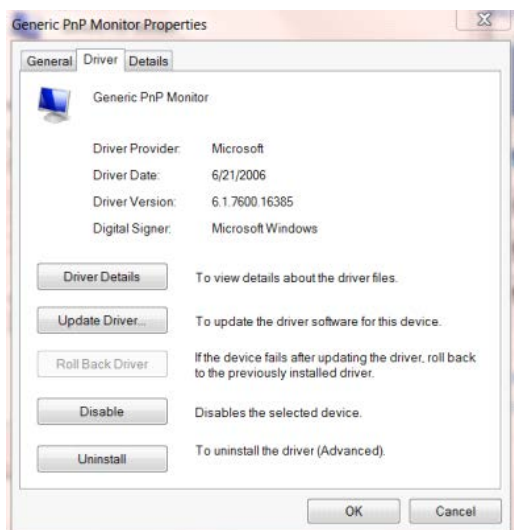 Generic PnP Monitor Properties
General Driver Details
Generic PnP Monitor
Driver Provider: Microsoft
Driver Date: 6/21/2006
Driver Version: 6.1.7600.16385
Digital Signer: Microsoft Windows
Driver Details To view details about the driver files.
Update Driver... To update the driver software for this device.
Roll Back Driver If the device fails after updating the driver, roll back
to the previously installed driver.
Disable Disables the selected device.
Uninstall To uninstall the driver (Advanced).
OK Cancel